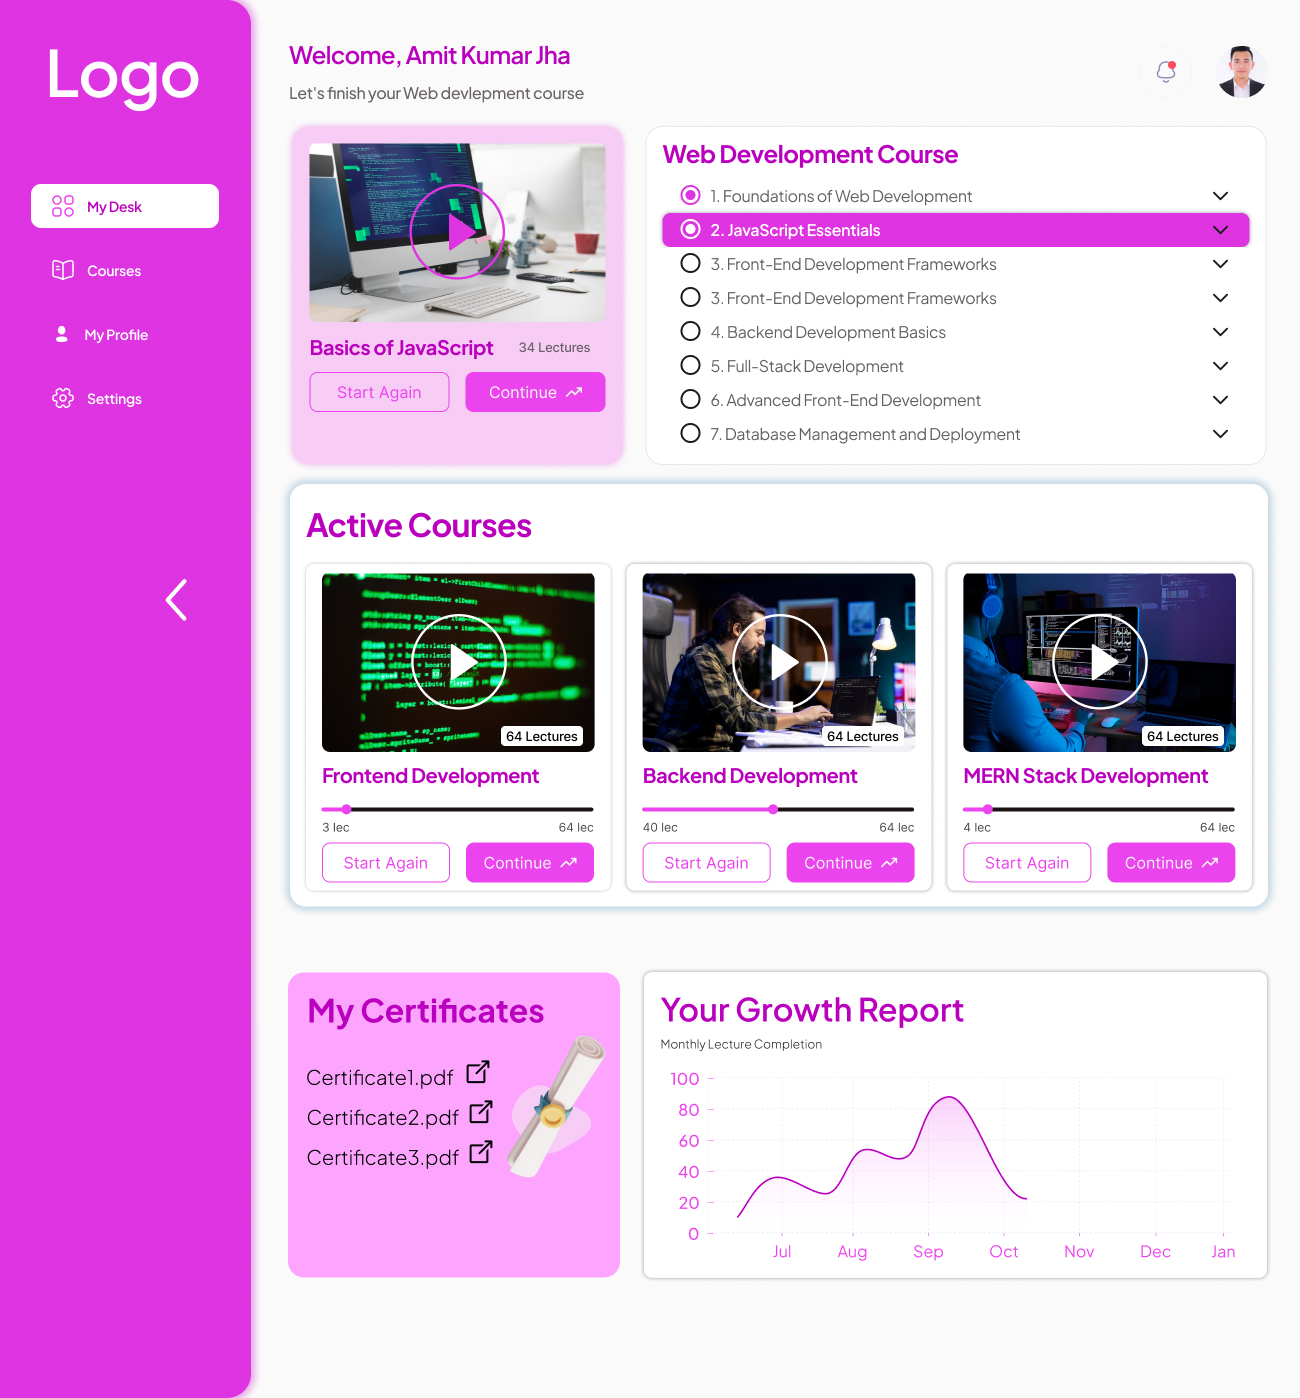 Logo
My Desk
Courses
My Profile
Settings
Welcome, Amit Kumar Jha
Let's finish your Web devlepment course
Basics of JavaScript
34 Lectures
Start Again
Continue
Web Development Course
1. Foundations of Web Development
2. JavaScript Essentials
3. Front-End Development Frameworks
3. Front-End Development Frameworks
4. Backend Development Basics
5. Full-Stack Development
6. Advanced Front-End Development
7. Database Management and Deployment
Active Courses
64 Lectures
Frontend Development
3 lec
64 lec
Start Again
Continue
64 Lectures
Backend Development
40 lec
64 lec
Start Again
Continue
64 Lectures
MERN Stack Development
4 lec
64 lec
Start Again
Continue
My Certificates
Certificate1.pdf
Certificate2.pdf
Certificate3.pdf
Your Growth Report
Monthly Lecture Completion
100
80
60
40
20
0
Jul Aug Sep Oct Nov Dec Jan